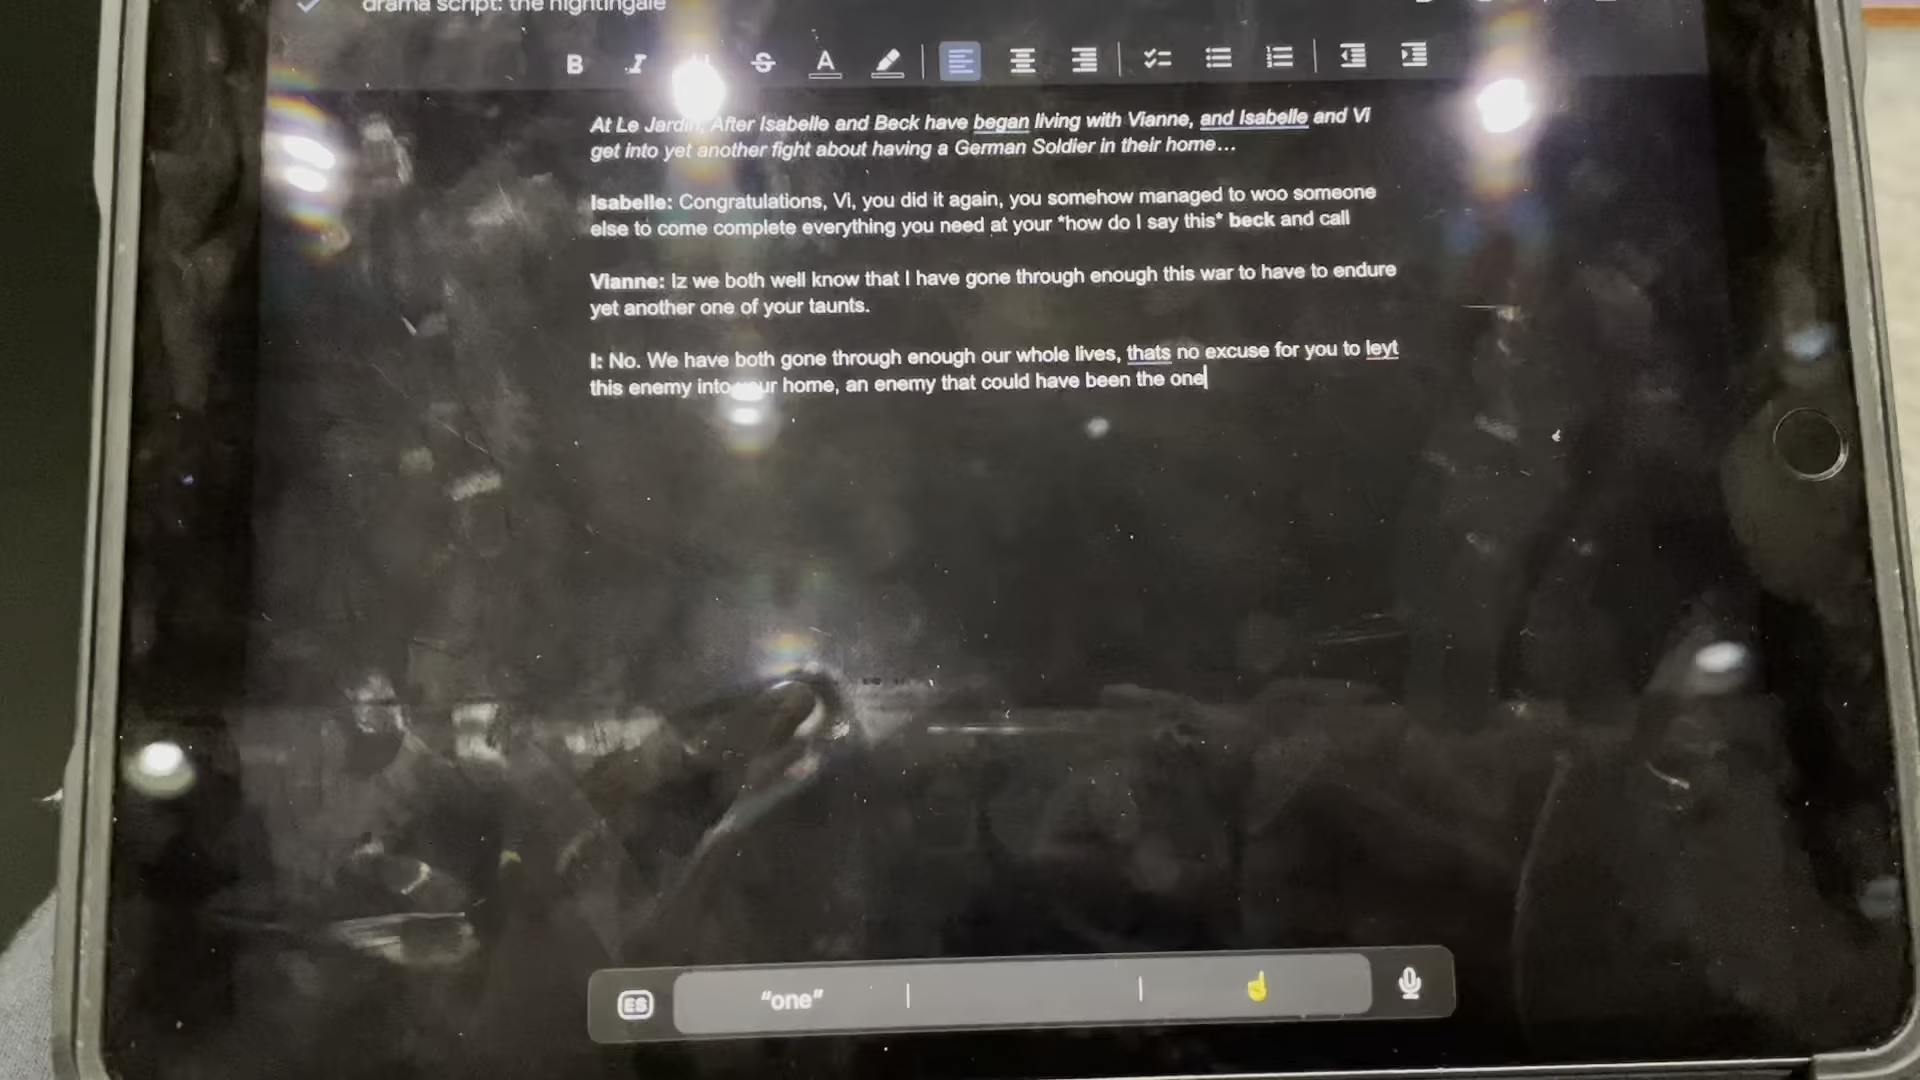 drama script: the nightingale
B I U S A
At Le Jardin, After Isabelle and Beck have began living with Vianne, and Isabelle and Vi
get into yet another fight about having a German Soldier in their home...
Isabelle: Congratulations, Vi, you did it again, you somehow managed to woo someone
else to come complete everything you need at your *how do I say this* beck and call
Vianne: Iz we both well know that I have gone through enough this war to have to endure
yet another one of your taunts.
I: No. We have both gone through enough our whole lives, thats no excuse for you to leyt
this enemy into your home, an enemy that could have been the one
ES "one"